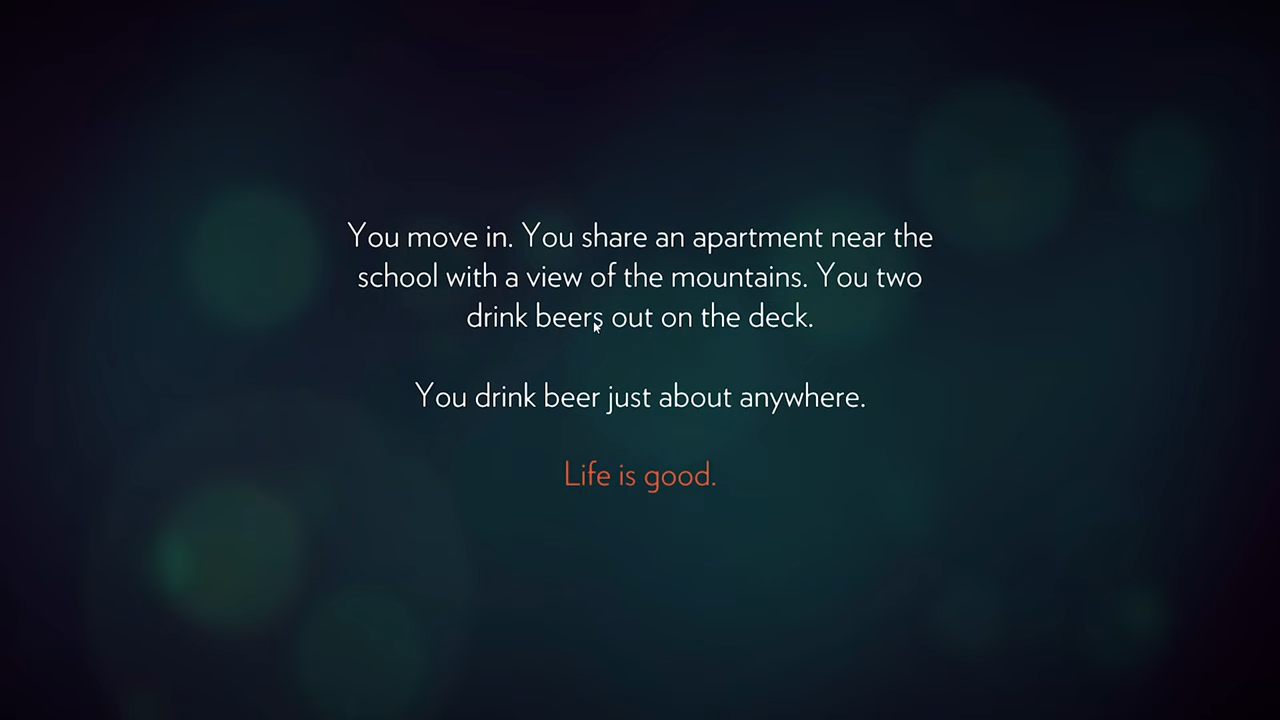 You move in. You share an apartment near the
school with a view of the mountains. You two
drink beers out on the deck.
You drink beer just about anywhere.
Life is good.